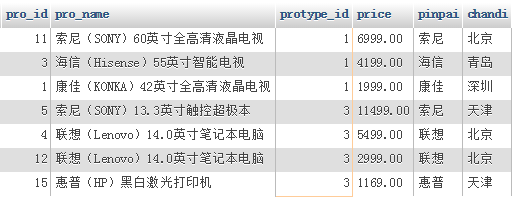 pro_id pro_name protype_id price pinpai chandi
11 索尼（SONY）60英寸全高清液晶电视 1 6999.00 索尼 北京
3 海信（Hisense）55英寸智能电视 1 4199.00 海信 青岛
1 康佳（KONKA）42英寸全高清液晶电视 1 1999.00 康佳 深圳
5 索尼（SONY）13.3英寸触控超极本 3 11499.00 索尼 天津
4 联想（Lenovo）14.0英寸笔记本电脑 3 5499.00 联想 北京
12 联想（Lenovo）14.0英寸笔记本电脑 3 2999.00 联想 北京
15 惠普（HP）黑白激光打印机 3 1169.00 惠普 天津